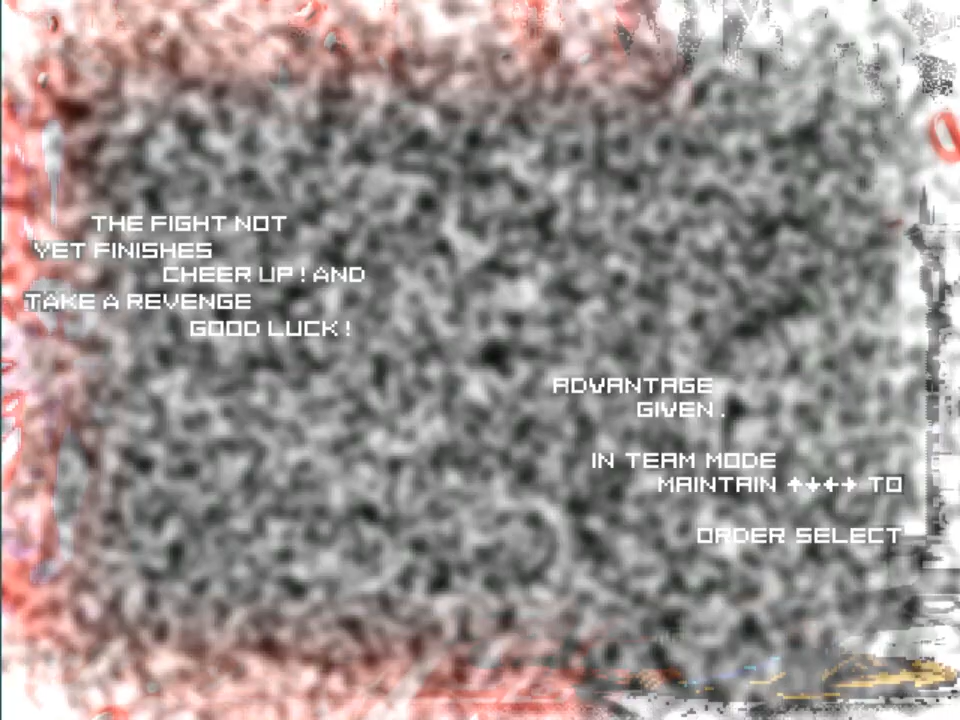 THE FIGHT NOT
YET FINISHES
CHEER UP! AND
TAKE A REVENGE
GOOD LUCK!
ADVANTAGE
GIVEN.
IN TEAM MODE
MAINTAIN ↑↓←→ TO
ORDER SELECT